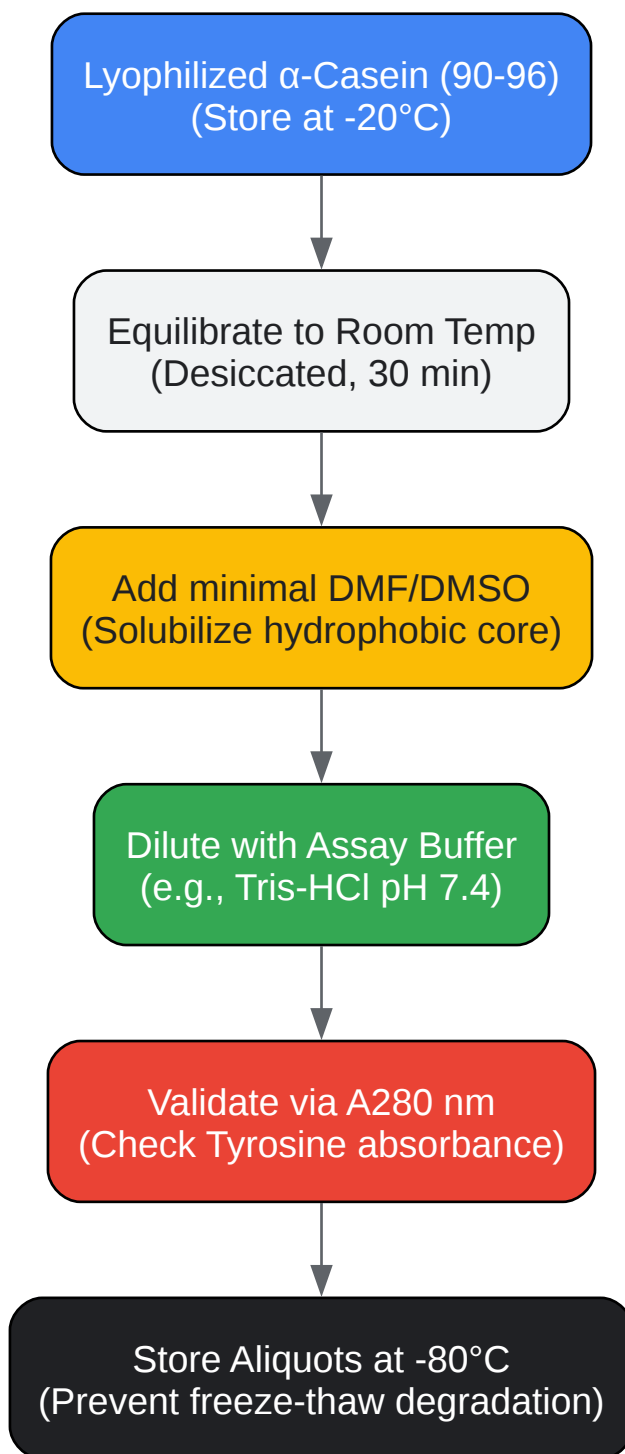 Lyophilized α-Casein (90-96)
(Store at -20°C)
Equilibrate to Room Temp
(Desiccated, 30 min)
Add minimal DMF/DMSO
(Solubilize hydrophobic core)
Dilute with Assay Buffer
(e.g., Tris-HCl pH 7.4)
Validate via A280 nm
(Check Tyrosine absorbance)
Store Aliquots at -80°C
(Prevent freeze-thaw degradation)